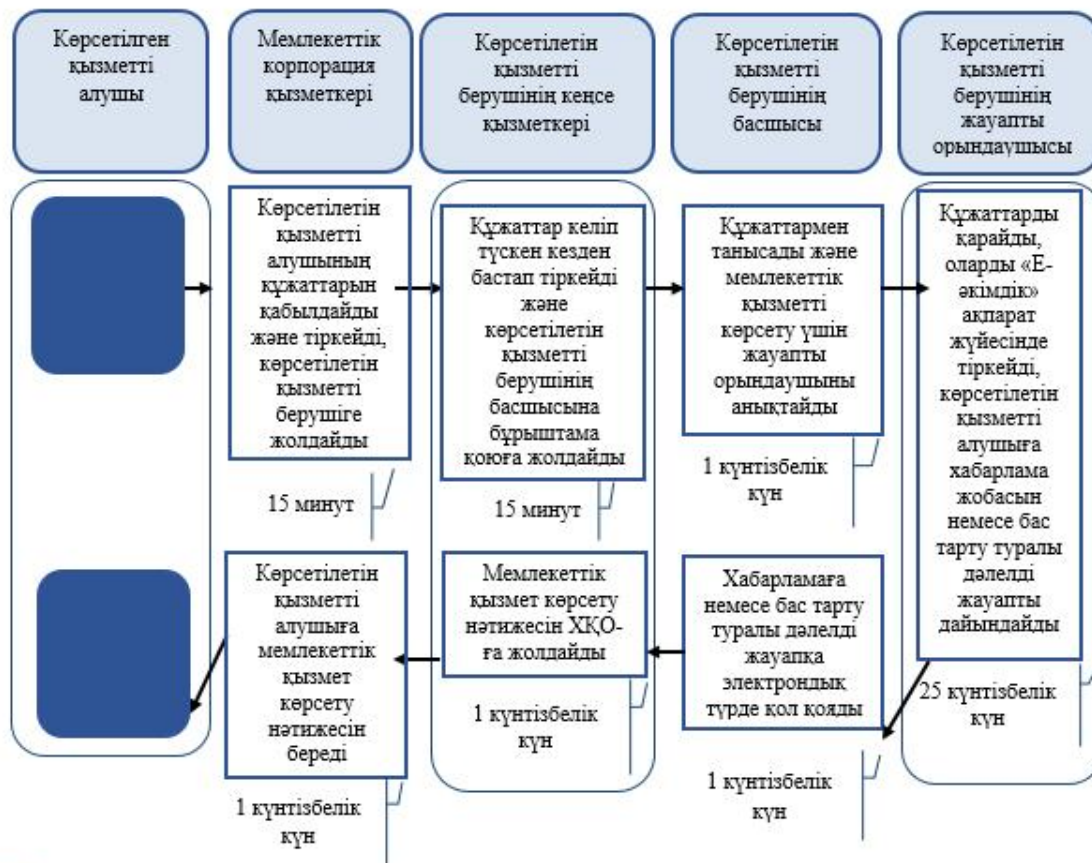 Көрсетілген
қызметті
алушы
Мемлекеттік
корпорация
қызметкері
Көрсетілетін
қызметті
берушінің кеңсе
қызметкері
Көрсетілетін
қызметті
берушінің
басшысы
Көрсетілетін
қызметті
берушінің
жауапты
орындаушысы
Көрсетілетін
қызметті
алушының
құжаттарын
қабылдайды
және тіркейді,
көрсетілетін
қызметті
берушіге
жолдайды
15 минут
Құжаттар келіп
түскен кезден
бастап тіркейді
және
көрсетілетін
қызметті
берушінің
басшысына
бұрыштама
қоюға жолдайды
15 минут
Құжаттармен
танысады және
мемлекеттік
қызметті
көрсету үшін
жауапты
орындаушыны
анықтайды
1 күнтізбелік
күн
Құжаттарды
қарайды,
оларды «Е-
әкімдік»
ақпарат
жүйесінде
тіркейді,
көрсетілетін
қызметті
алушыға
хабарлама
жобасын
немесе бас
тарту туралы
дәлелді
жауапты
дайындайды
25 күнтізбелік
күн
Хабарламаға
немесе бас тарту
туралы дәлелді
жауапқа
электрондық
түрде қол қояды
1 күнтізбелік
күн
Мемлекеттік
қызмет көрсету
нәтижесін ХҚО-
ға жолдайды
1 күнтізбелік
күн
Көрсетілетін
қызметті
алушыға
мемлекеттік
қызмет
көрсету
нәтижесін
береді
1 күнтізбелік
күн